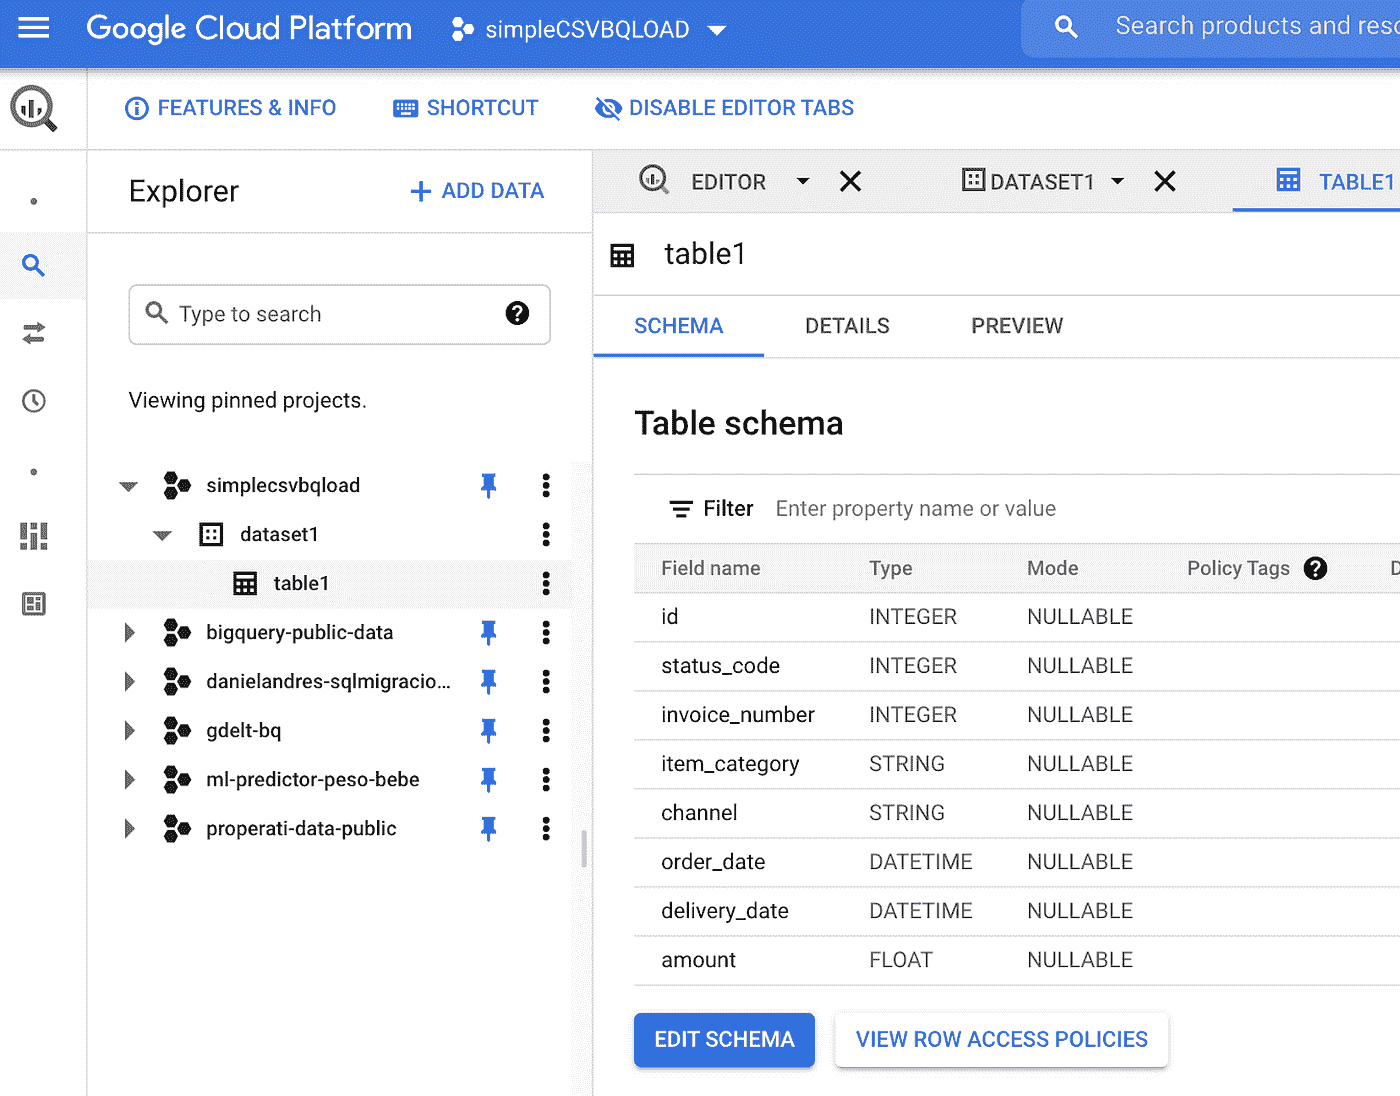 Google Cloud Platform simpleCSVBQLOAD Search products and reso
FEATURES & INFO SHORTCUT DISABLE EDITOR TABS
Explorer + ADD DATA
EDITOR DATASET1 TABLE1
table1
Type to search
SCHEMA DETAILS PREVIEW
Viewing pinned projects.
simplecsvbqload
dataset1
table1
bigquery-public-data
danielandres-sqlmigracio...
gdelt-bq
ml-predictor-peso-bebe
properati-data-public
Table schema
Filter Enter property name or value
Field name Type Mode Policy Tags
id INTEGER NULLABLE
status_code INTEGER NULLABLE
invoice_number INTEGER NULLABLE
item_category STRING NULLABLE
channel STRING NULLABLE
order_date DATETIME NULLABLE
delivery_date DATETIME NULLABLE
amount FLOAT NULLABLE
EDIT SCHEMA VIEW ROW ACCESS POLICIES